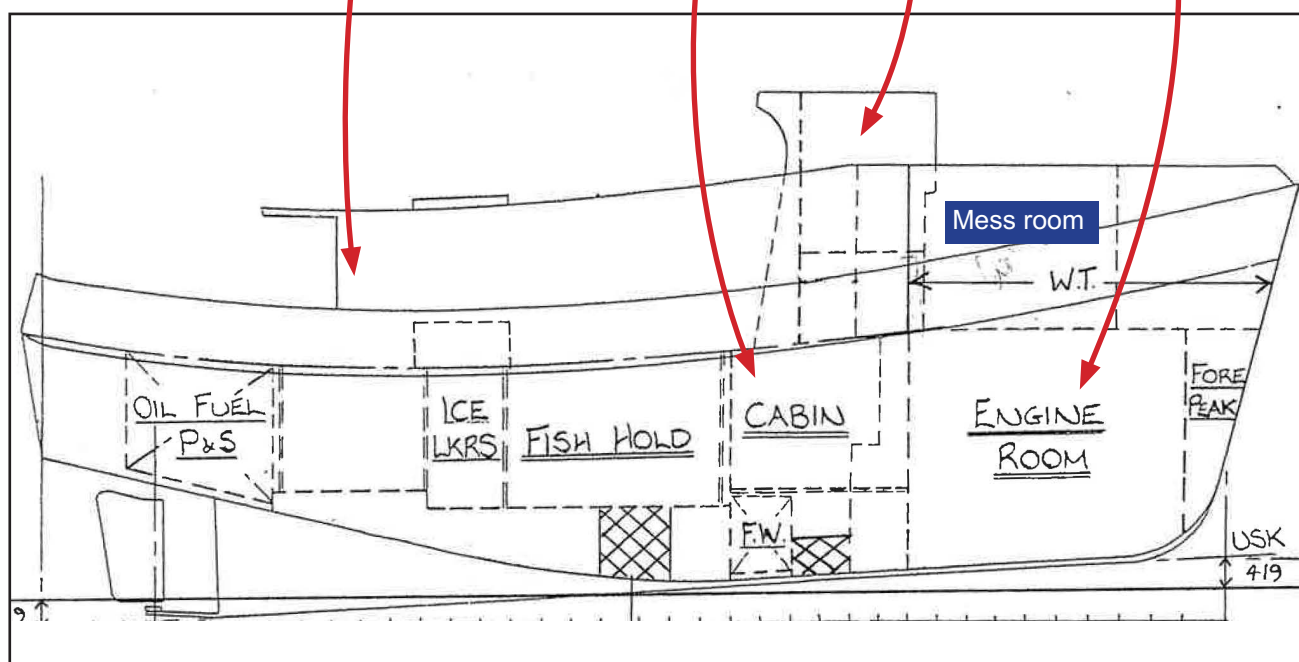 Mess room
W.T.
OIL FUEL
P&S
ICE
LKRS
FISH HOLD
CABIN
ENGINE
ROOM
FORE
PEAK
F.W.
USK
419
9